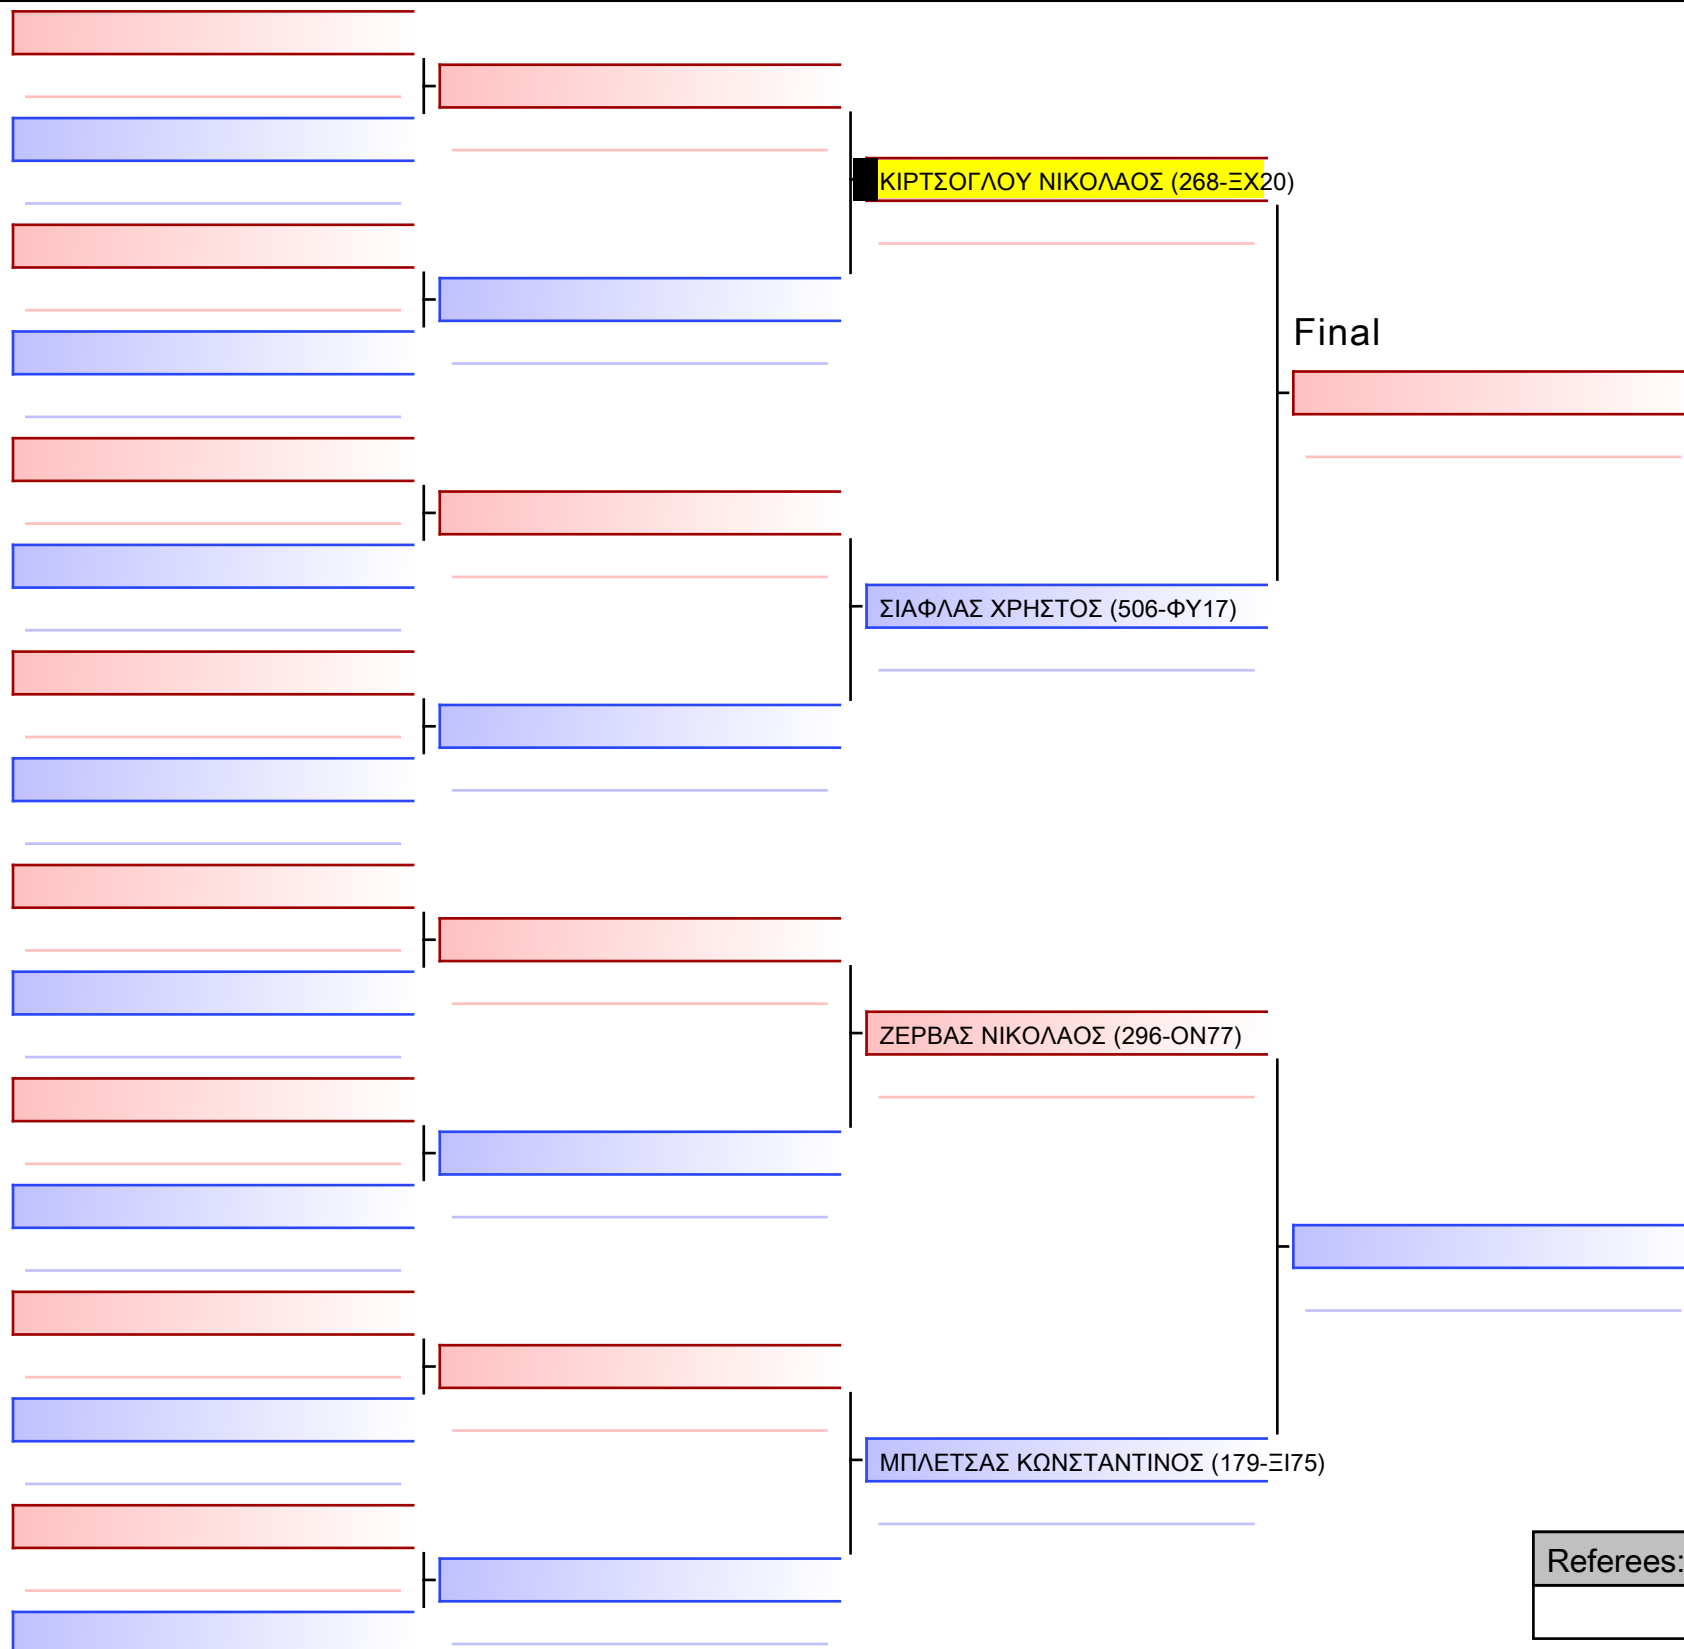 ΚΙΡΤΣΟΓΛΟΥ ΝΙΚΟΛΑΟΣ (268-ΞΧ20)
Final
ΣΙΑΦΛΑΣ ΧΡΗΣΤΟΣ (506-ΦΥ17)
ΖΕΡΒΑΣ ΝΙΚΟΛΑΟΣ (296-ΟΝ77)
ΜΠΛΕΤΣΑΣ ΚΩΝΣΤΑΝΤΙΝΟΣ (179-ΞΙ75)
Referees: